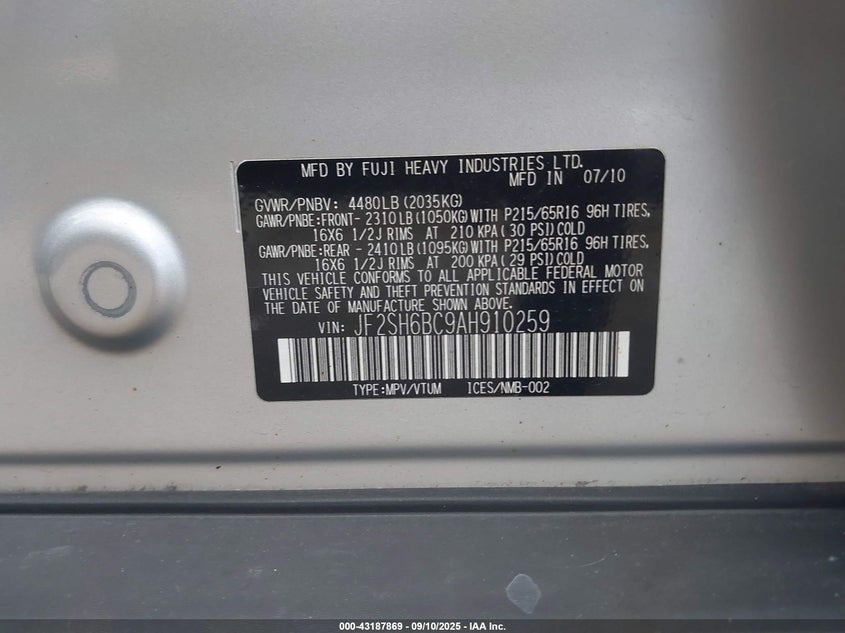 MFD BY FUJI HEAVY INDUSTRIES LTD.
MFD IN 07/10
GVWR/PNBV: 4480LB(2035KG)
GAWR/PNBE:FRONT- 2310LB(1050KG)WITH P215/65R16 96H TIRES,
16X6 1/2J RIMS AT 210 KPA(30 PSI)COLD
GAWR/PNBE:REAR - 2410LB(1095KG)WITH P215/65R16 96H TIRES,
16X6 1/2J RIMS AT 200 KPA(29 PSI)COLD
THIS VEHICLE CONFORMS TO ALL APPLICABLE FEDERAL MOTOR
VEHICLE SAFETY AND THEFT PREVENTION STANDARDS IN EFFECT ON
THE DATE OF MANUFACTURE SHOWN ABOVE.
VIN: JF2SH6BC9AH910259
TYPE:MPV/VTUM ICES/NMB-002
000-43187869 - 09/10/2025 - IAA Inc.